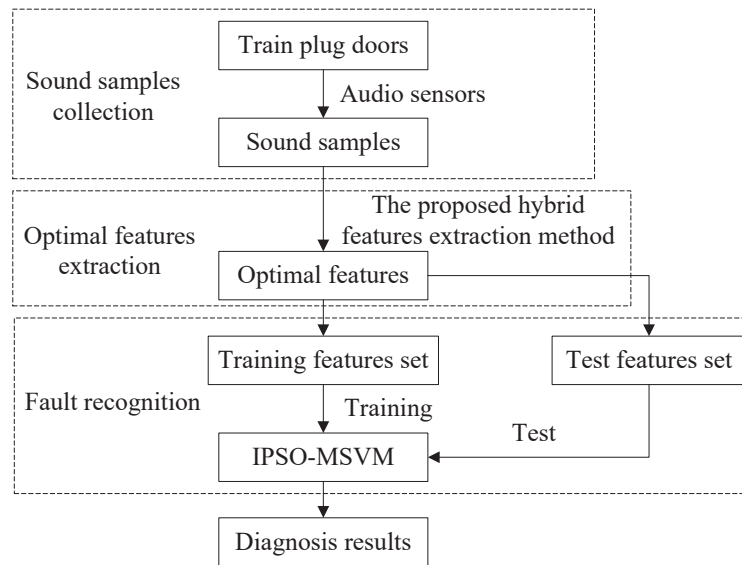 Train plug doors
Sound samples
collection
Audio sensors
Sound samples
The proposed hybrid
features extraction method
Optimal features
extraction
Optimal features
Training features set
Test features set
Fault recognition
Training
Test
IPSO-MSVM
Diagnosis results